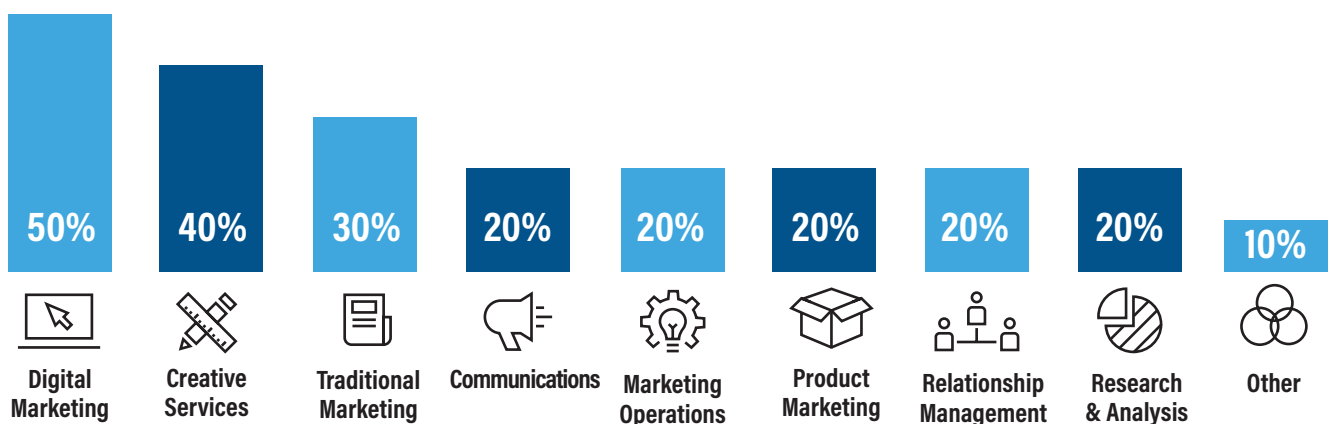 50%
40%
30%
20%
20%
20%
20%
20%
10%
Digital
Marketing
Creative
Services
Traditional
Marketing
Communications
Marketing
Operations
Product
Marketing
Relationship
Management
Research
& Analysis
Other